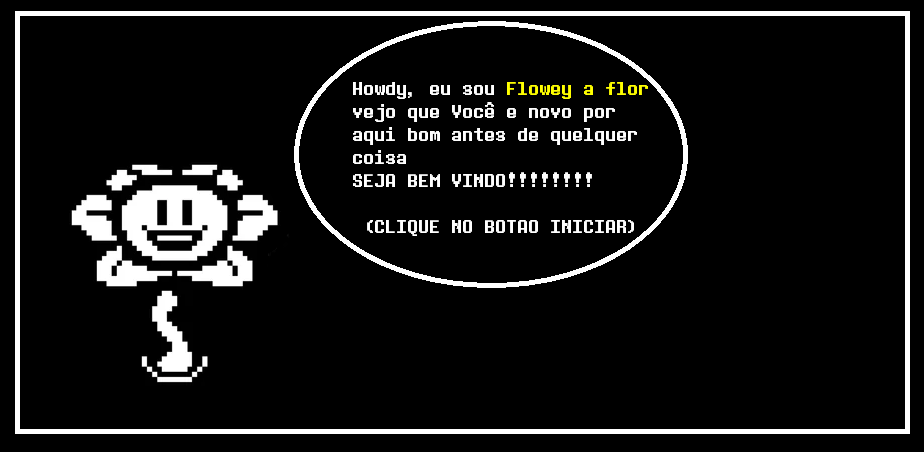 Howdy, eu sou Flowey a flor
vejo que Você e novo por
aqui bom antes de quelquer
coisa
SEJA BEM VINDO!!!!!!!!
(CLIQUE NO BOTAO INICIAR)